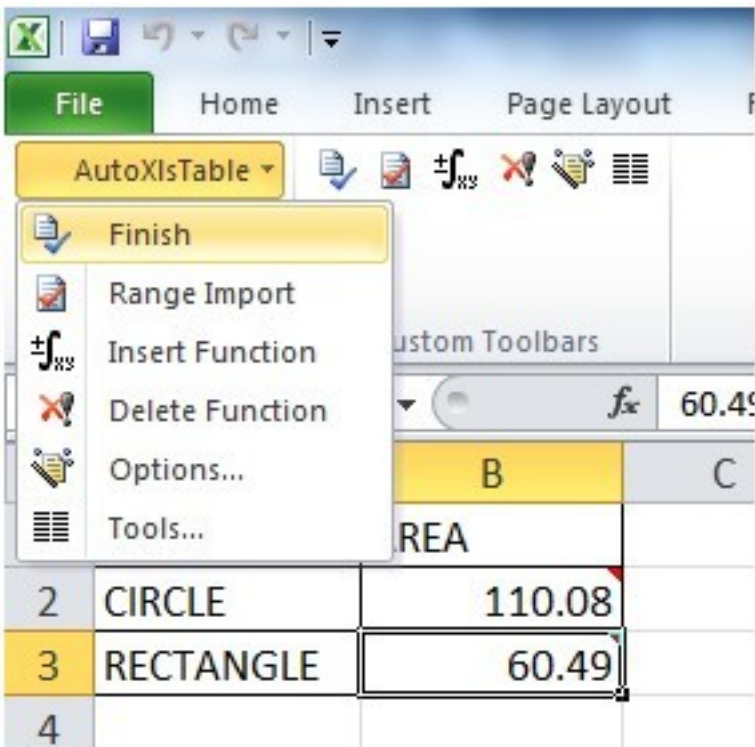 File Home Insert Page Layout
AutoXlsTable
Finish
Range Import
Insert Function
ustom Toolbars
Delete Function
fx 60.49
Options...
B C
Tools...
REA
2 CIRCLE 110.08
3 RECTANGLE 60.49
4